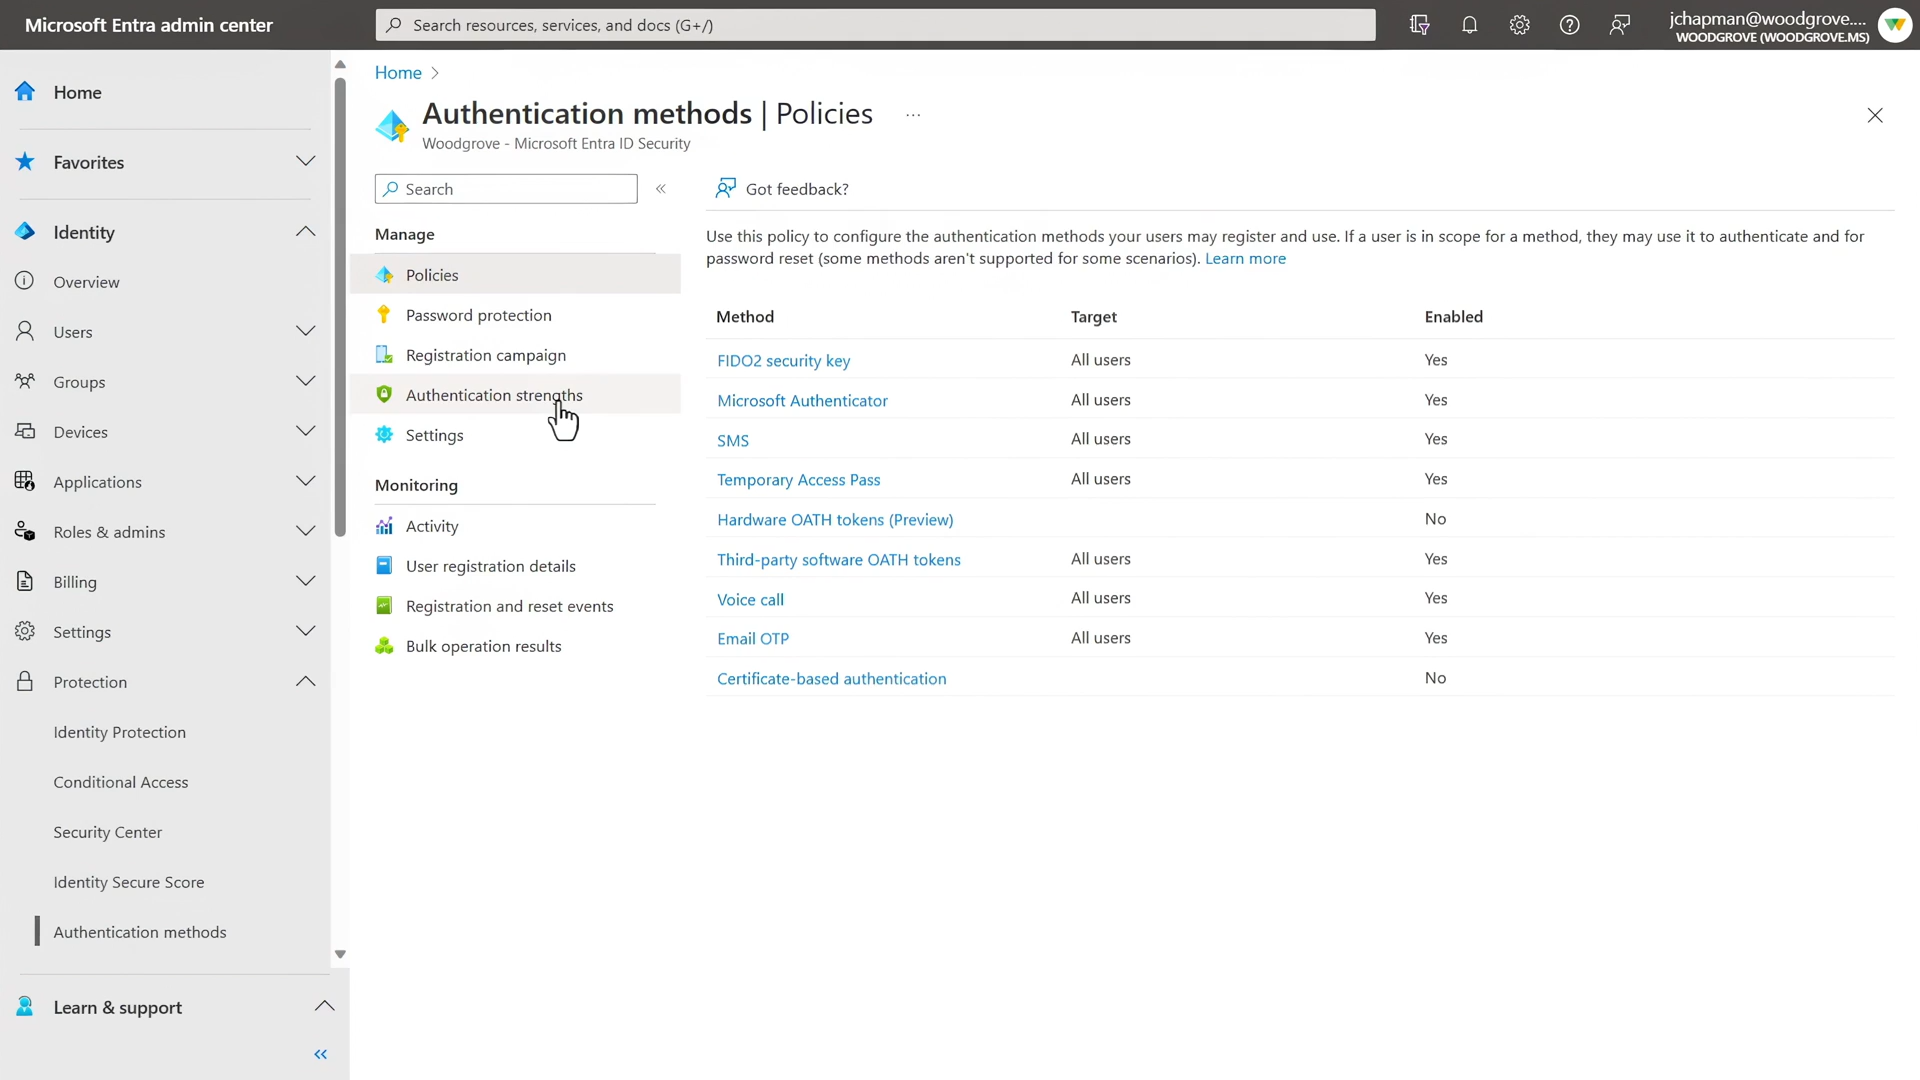 Microsoft Entra admin center
Search resources, services, and docs (G+/)
jchapman@woodgrove....
WOODGROVE (WOODGROVE.MS)
Home
Favorites
Identity
Overview
Users
Groups
Devices
Applications
Roles & admins
Billing
Settings
Protection
Identity Protection
Conditional Access
Security Center
Identity Secure Score
Authentication methods
Learn & support
Home
Authentication methods | Policies
...
Woodgrove - Microsoft Entra ID Security
Search
Manage
Policies
Password protection
Registration campaign
Authentication strengths
Settings
Monitoring
Activity
User registration details
Registration and reset events
Bulk operation results
Got feedback?
Use this policy to configure the authentication methods your users may register and use. If a user is in scope for a method, they may use it to authenticate and for
password reset (some methods aren't supported for some scenarios). Learn more
Method Target Enabled
FIDO2 security key All users Yes
Microsoft Authenticator All users Yes
SMS All users Yes
Temporary Access Pass All users Yes
Hardware OATH tokens (Preview) No
Third-party software OATH tokens All users Yes
Voice call All users Yes
Email OTP All users Yes
Certificate-based authentication No